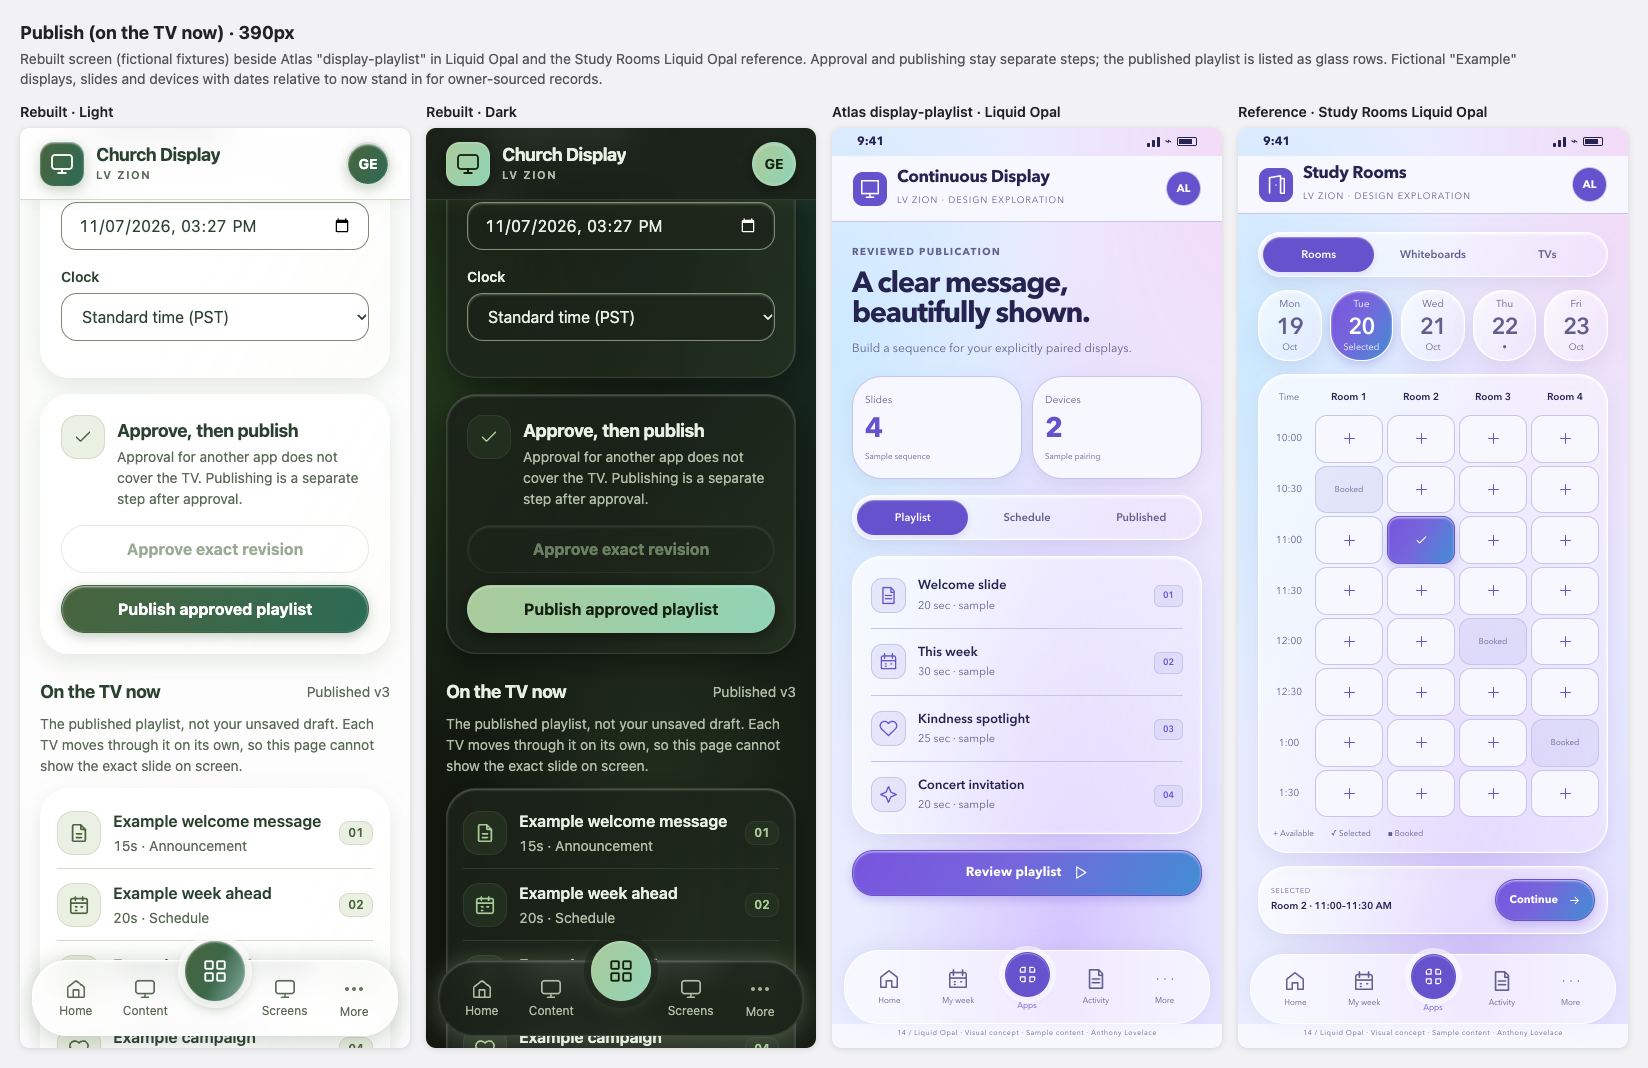 Publish (on the TV now) · 390px
Rebuilt screen (fictional fixtures) beside Atlas "display-playlist" in Liquid Opal and the Study Rooms Liquid Opal reference. Approval and publishing stay separate steps; the published playlist is listed as glass rows. Fictional "Example"
displays, slides and devices with dates relative to now stand in for owner-sourced records.
Rebuilt · Light
Church Display
LV ZION
GE
11/07/2026, 03:27 PM
Clock
Standard time (PST)
Approve, then publish
Approval for another app does not
cover the TV. Publishing is a separate
step after approval.
Approve exact revision
Publish approved playlist
On the TV now
Published v3
The published playlist, not your unsaved draft. Each
TV moves through it on its own, so this page cannot
show the exact slide on screen.
Example welcome message
15s · Announcement
01
Example week ahead
20s · Schedule
02
Home
Content
Screens
More
Example campaign
04
Rebuilt · Dark
Church Display
LV ZION
GE
11/07/2026, 03:27 PM
Clock
Standard time (PST)
Approve, then publish
Approval for another app does not
cover the TV. Publishing is a separate
step after approval.
Approve exact revision
Publish approved playlist
On the TV now
Published v3
The published playlist, not your unsaved draft. Each
TV moves through it on its own, so this page cannot
show the exact slide on screen.
Example welcome message
15s · Announcement
01
Example week ahead
20s · Schedule
02
Home
Content
Screens
More
Example campaign
04
Atlas display-playlist · Liquid Opal
9:41
Continuous Display
LV ZION · DESIGN EXPLORATION
AL
REVIEWED PUBLICATION
A clear message,
beautifully shown.
Build a sequence for your explicitly paired displays.
Slides
4
Sample sequence
Devices
2
Sample pairing
Playlist
Schedule
Published
Welcome slide
20 sec · sample
01
This week
30 sec · sample
02
Kindness spotlight
25 sec · sample
03
Concert invitation
20 sec · sample
04
Review playlist
Home
My week
Apps
Activity
More
14 / Liquid Opal · Visual concept · Sample content · Anthony Lovelace
Reference · Study Rooms Liquid Opal
9:41
Study Rooms
LV ZION · DESIGN EXPLORATION
AL
Rooms
Whiteboards
TVs
Mon
19
Oct
Tue
20
Selected
Wed
21
Oct
Thu
22
Fri
23
Oct
Time
Room 1
Room 2
Room 3
Room 4
10:00
10:30
Booked
11:00
11:30
12:00
Booked
12:30
1:00
Booked
1:30
+ Available
✓ Selected
■ Booked
SELECTED
Room 2 · 11:00–11:30 AM
Continue
Home
My week
Apps
Activity
More
14 / Liquid Opal · Visual concept · Sample content · Anthony Lovelace